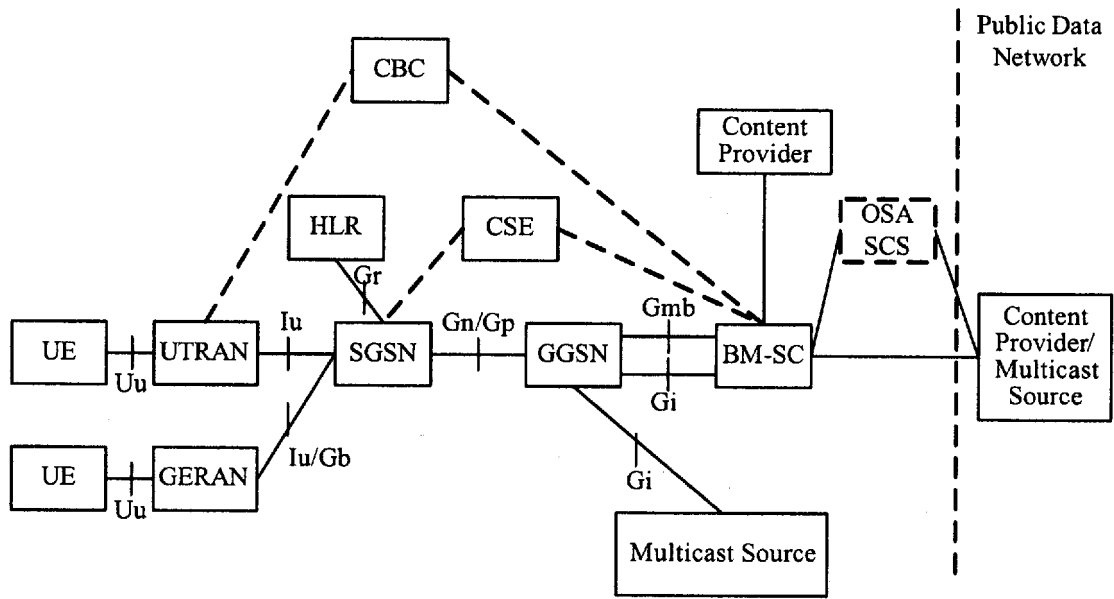 Public Data
Network
CBC
Content
Provider
OSA
SCS
HLR
CSE
Gr
Iu
Gn/Gp
Gmb
UE
UTRAN
SGSN
GGSN
BM-SC
Content
Provider/
Multicast
Source
Uu
Gi
Iu/Gb
UE
GERAN
Gi
Uu
Multicast Source